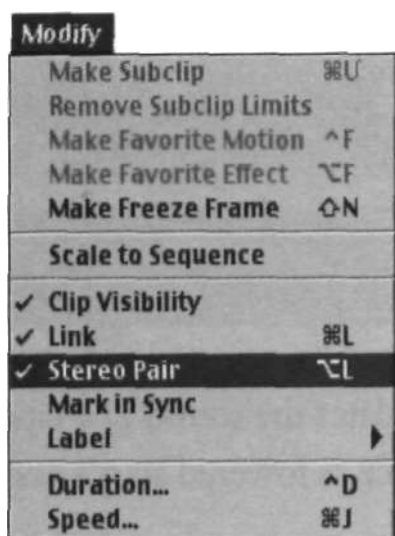 Modify
Make Subclip ⌘U
Remove Subclip Limits
Make Favorite Motion ^F
Make Favorite Effect ⌥F
Make Freeze Frame ⇧N
Scale to Sequence
✓ Clip Visibility
✓ Link ⌘L
✓ Stereo Pair ⌥L
Mark in Sync
Label ▶
Duration... ^D
Speed... ⌘J